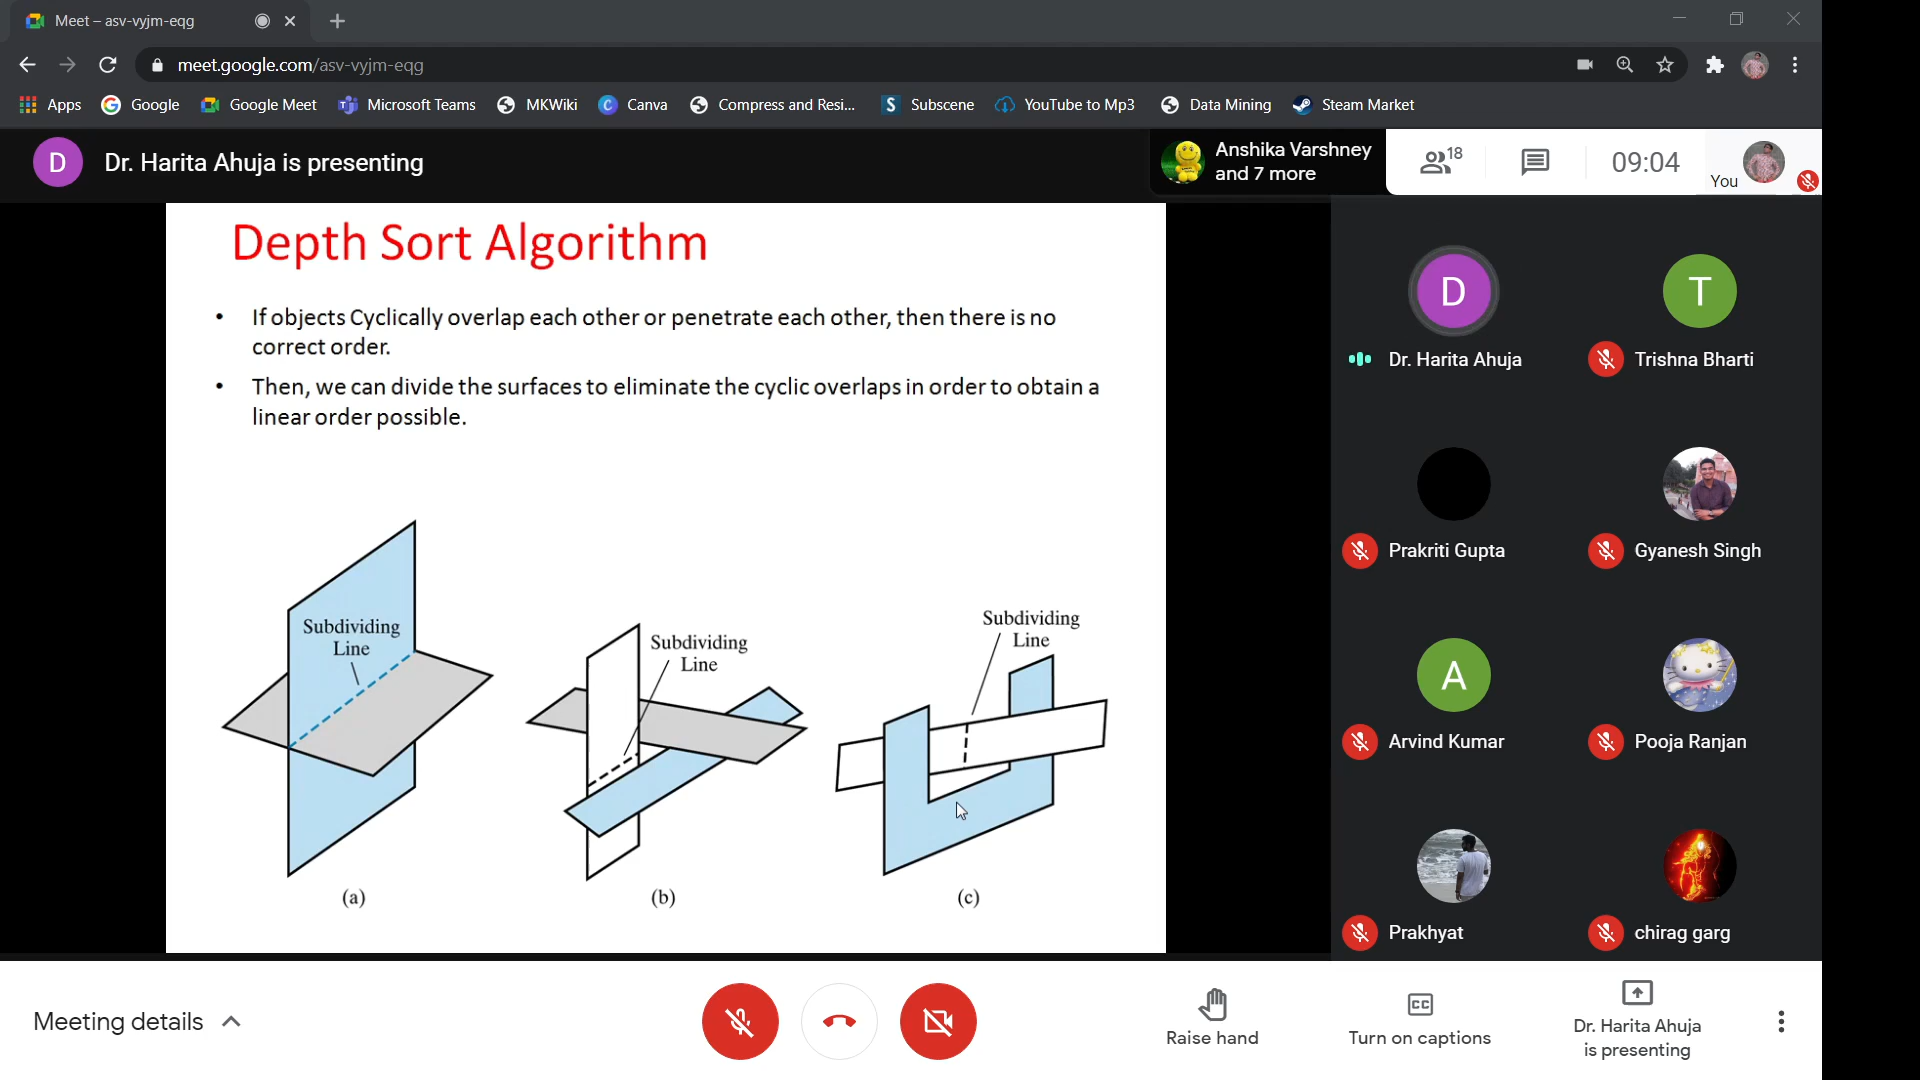 Meet – asv-vyjm-eqg
meet.google.com/asv-vyjm-eqg
Apps Google Google Meet Microsoft Teams MKWiki Canva Compress and Resi... Subscene YouTube to Mp3 Data Mining Steam Market
D Dr. Harita Ahuja is presenting
Anshika Varshney
and 7 more
18
09:04
You
Depth Sort Algorithm
• If objects Cyclically overlap each other or penetrate each other, then there is no
correct order.
• Then, we can divide the surfaces to eliminate the cyclic overlaps in order to obtain a
linear order possible.
Subdividing
Line
(a)
Subdividing
Line
(b)
Subdividing
Line
(c)
D
Dr. Harita Ahuja
T
Trishna Bharti
Prakriti Gupta
Gyanesh Singh
A
Arvind Kumar
Pooja Ranjan
Prakhyat
chirag garg
Meeting details
Raise hand
CC
Turn on captions
Dr. Harita Ahuja
is presenting